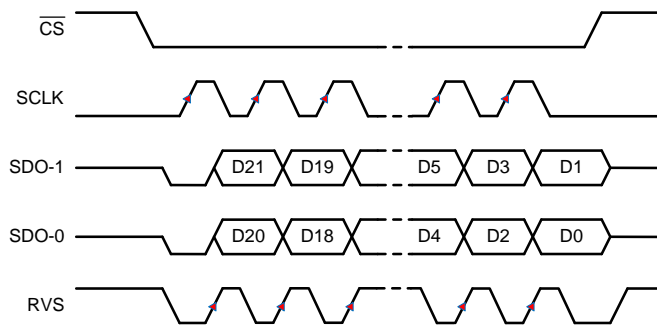 CS
SCLK
SDO-1 D21 D19 D5 D3 D1
SDO-0 D20 D18 D4 D2 D0
RVS